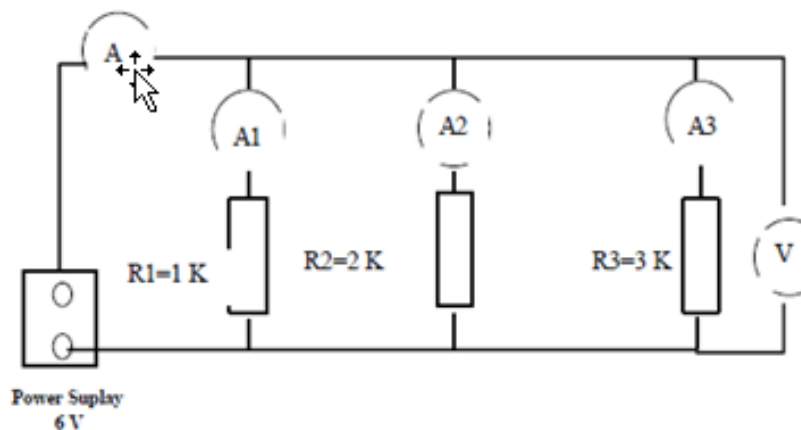 A
A1
A2
A3
R1=1 K
R2=2 K
R3=3 K
V
Power Suplay
6 V